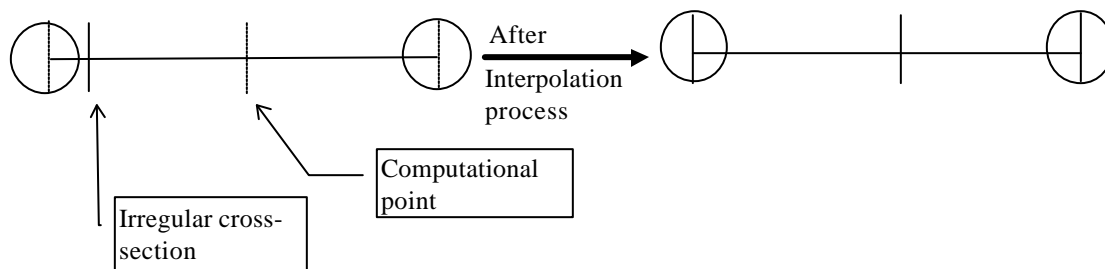 After
Interpolation
process
Computational
point
Irregular cross-
section